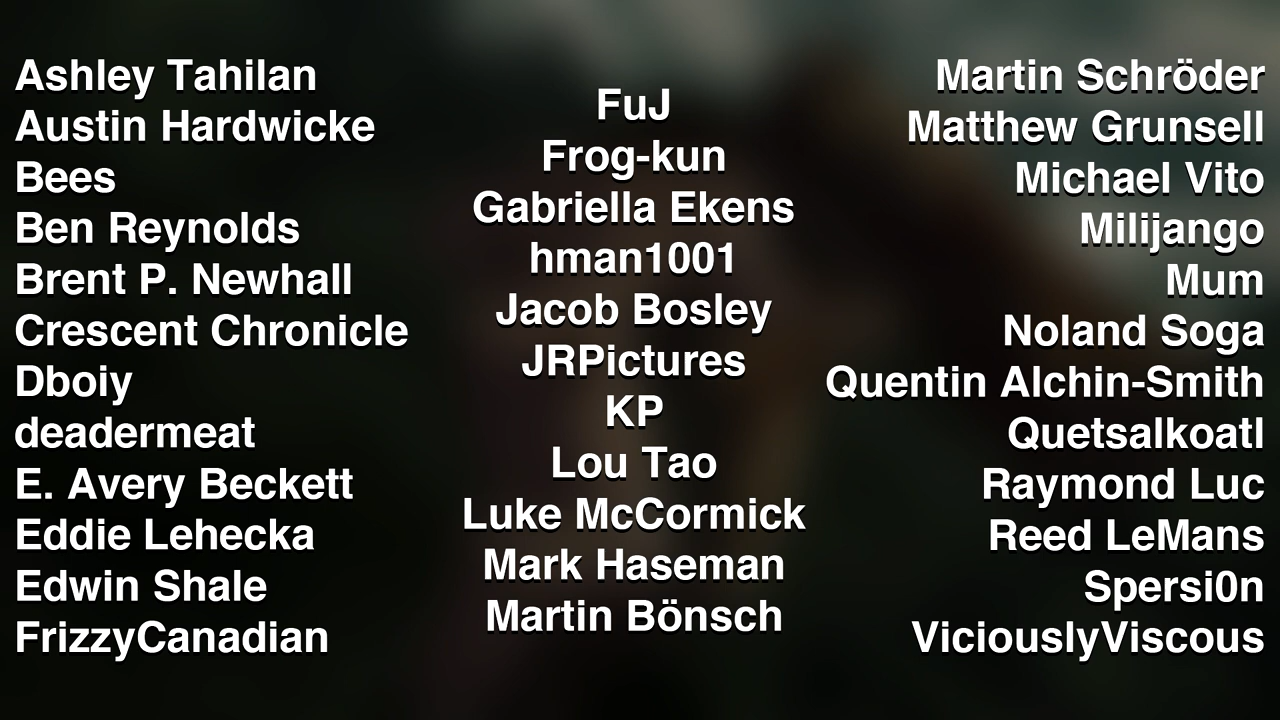 Ashley Tahilan
Austin Hardwicke
Bees
Ben Reynolds
Brent P. Newhall
Crescent Chronicle
Dboiy
deadermeat
E. Avery Beckett
Eddie Lehecka
Edwin Shale
FrizzyCanadian
FuJ
Frog-kun
Gabriella Ekens
hman1001
Jacob Bosley
JRPictures
KP
Lou Tao
Luke McCormick
Mark Haseman
Martin Bönsch
Martin Schröder
Matthew Grunsell
Michael Vito
Milijango
Mum
Noland Soga
Quentin Alchin-Smith
Quetsalkoatl
Raymond Luc
Reed LeMans
Spersi0n
ViciouslyViscous